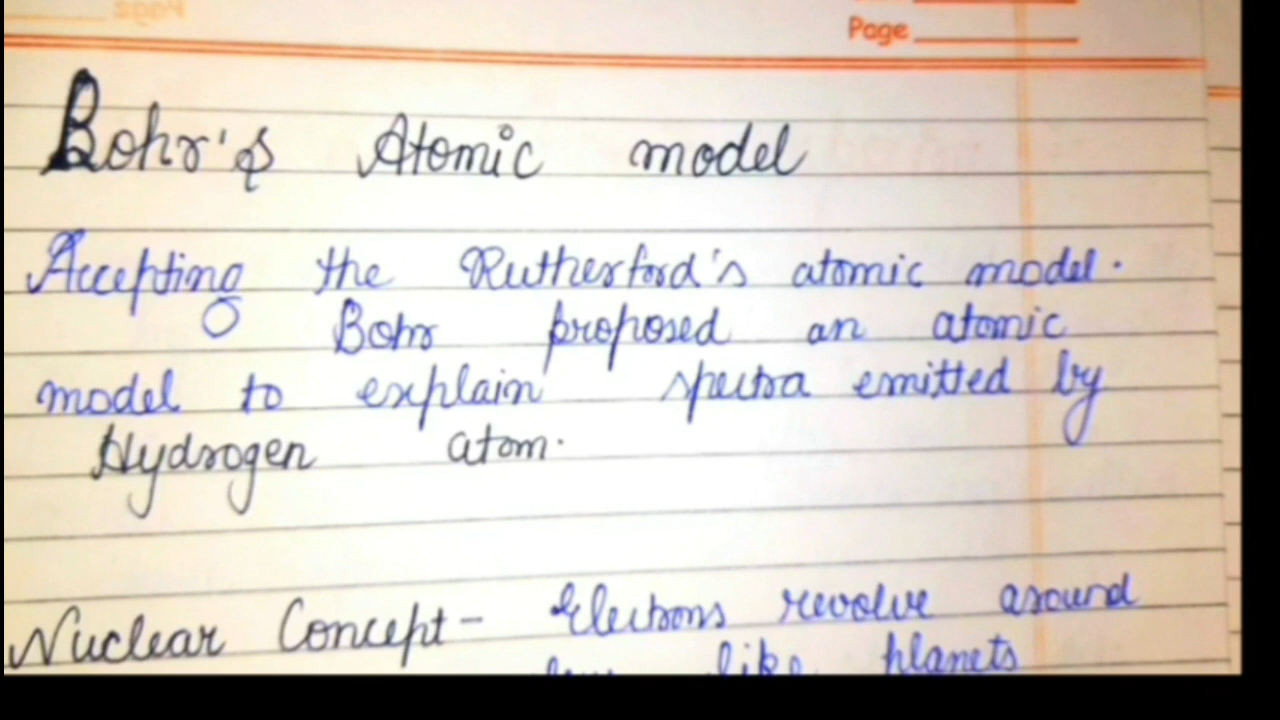 Page
Bohr's Atomic model
Accepting the Rutherford's atomic model.
Bohr proposed an atomic
model to explain spectra emitted by
Hydrogen atom.
Nuclear Concept- Electrons revolve around
like planets